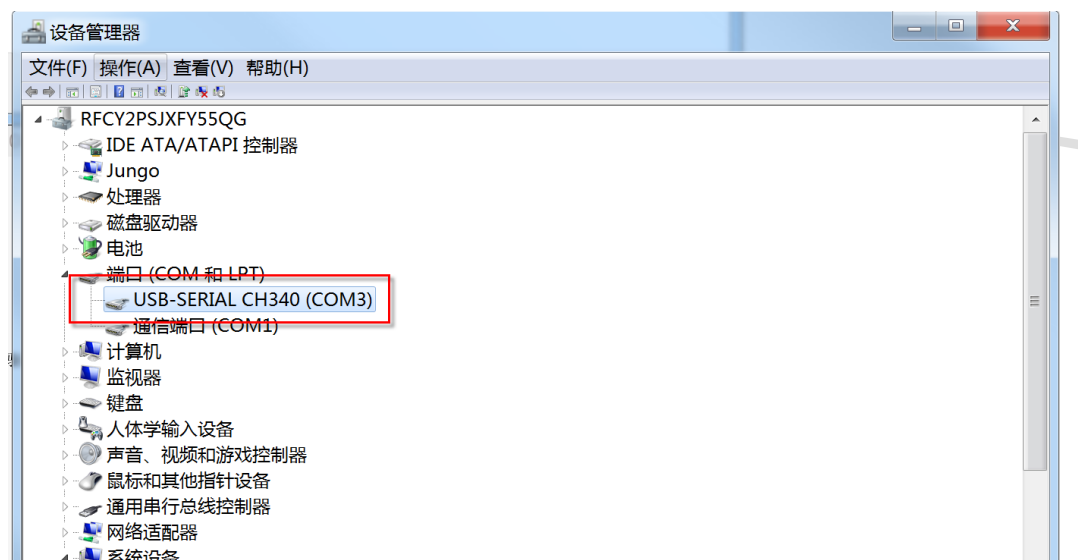 设备管理器
文件(F) 操作(A) 查看(V) 帮助(H)
RFCY2PSJXFY55QG
IDE ATA/ATAPI 控制器
Jungo
处理器
磁盘驱动器
电池
端口 (COM 和 LPT)
USB-SERIAL CH340 (COM3)
通信端口 (COM1)
计算机
监视器
键盘
人体学输入设备
声音、视频和游戏控制器
鼠标和其他指针设备
通用串行总线控制器
网络适配器
系统设备